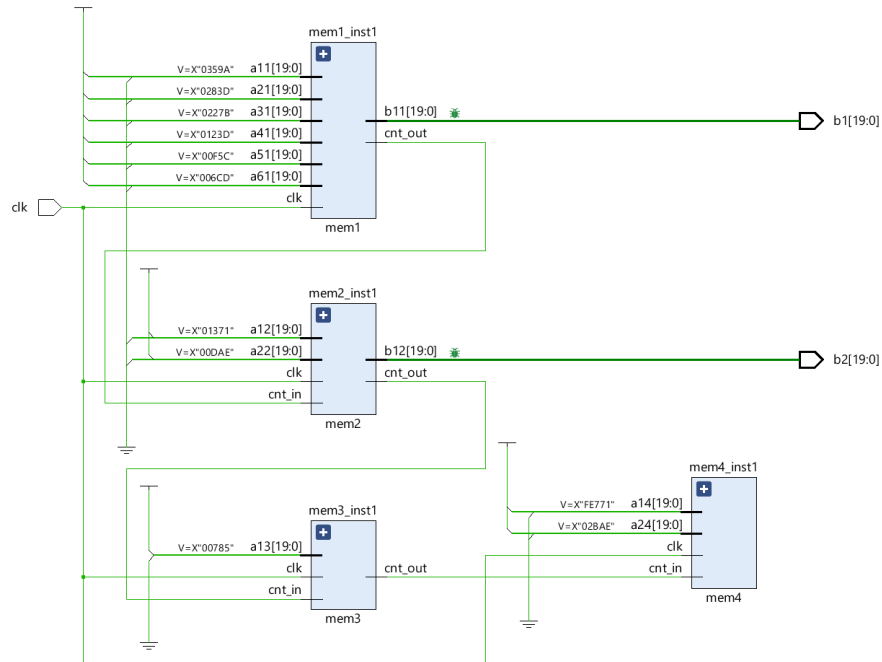 mem1_inst1
V=X"0359A" a11[19:0]
V=X"0283D" a21[19:0]
V=X"0227B" a31[19:0]
V=X"0123D" a41[19:0]
V=X"00F5C" a51[19:0]
V=X"006CD" a61[19:0]
clk
b11[19:0]
cnt_out
b1[19:0]
mem1
clk
mem2_inst1
V=X"01371" a12[19:0]
V=X"00DAE" a22[19:0]
clk
cnt_in
b12[19:0]
cnt_out
b2[19:0]
mem2
mem3_inst1
V=X"00785" a13[19:0]
clk
cnt_in
cnt_out
mem3
mem4_inst1
V=X"FE771" a14[19:0]
V=X"02BAE" a24[19:0]
clk
cnt_in
mem4